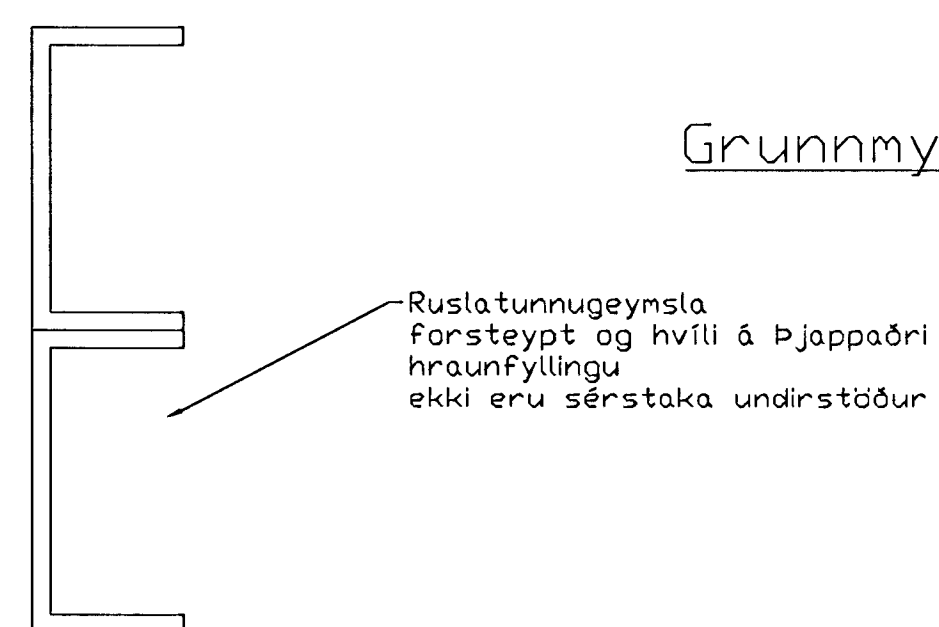 Grunnmy
Ruslatunnugeymsla
forsteypt og hvíli á Þjappaðri
hraunfyllingu
ekki eru sérstaka undirstöður